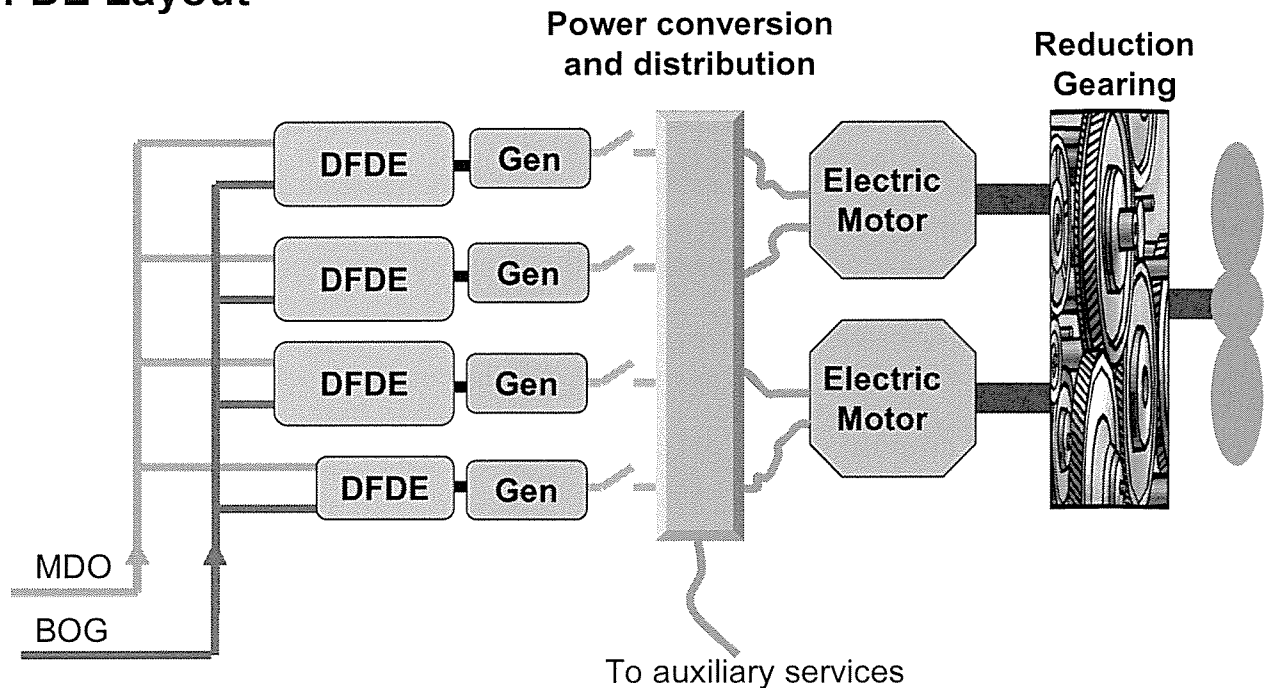 Layout
Power conversion
and distribution
Reduction
Gearing
DFDE
Gen
Electric
Motor
DFDE
Gen
DFDE
Gen
Electric
Motor
DFDE
Gen
MDO
BOG
To auxiliary services